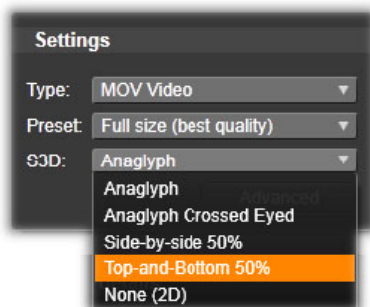 Settings
Type: MOV Video
Preset: Full size (best quality)
S3D: Anaglyph
Anaglyph
Advanced
Anaglyph Crossed Eyed
Side-by-side 50%
Top-and-Bottom 50%
None (2D)